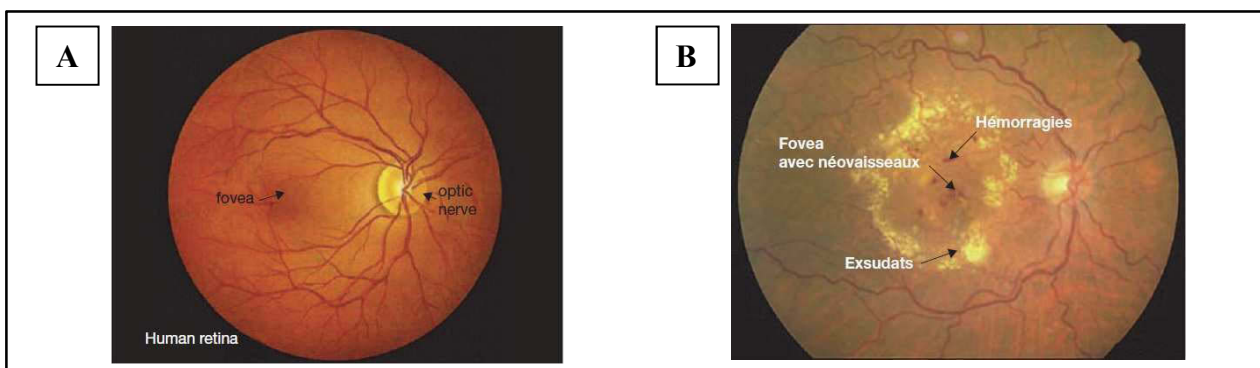 A
fovea
optic
nerve
Human retina
B
Hémorragies
Fovea
avec néovaisseaux
Exsudats